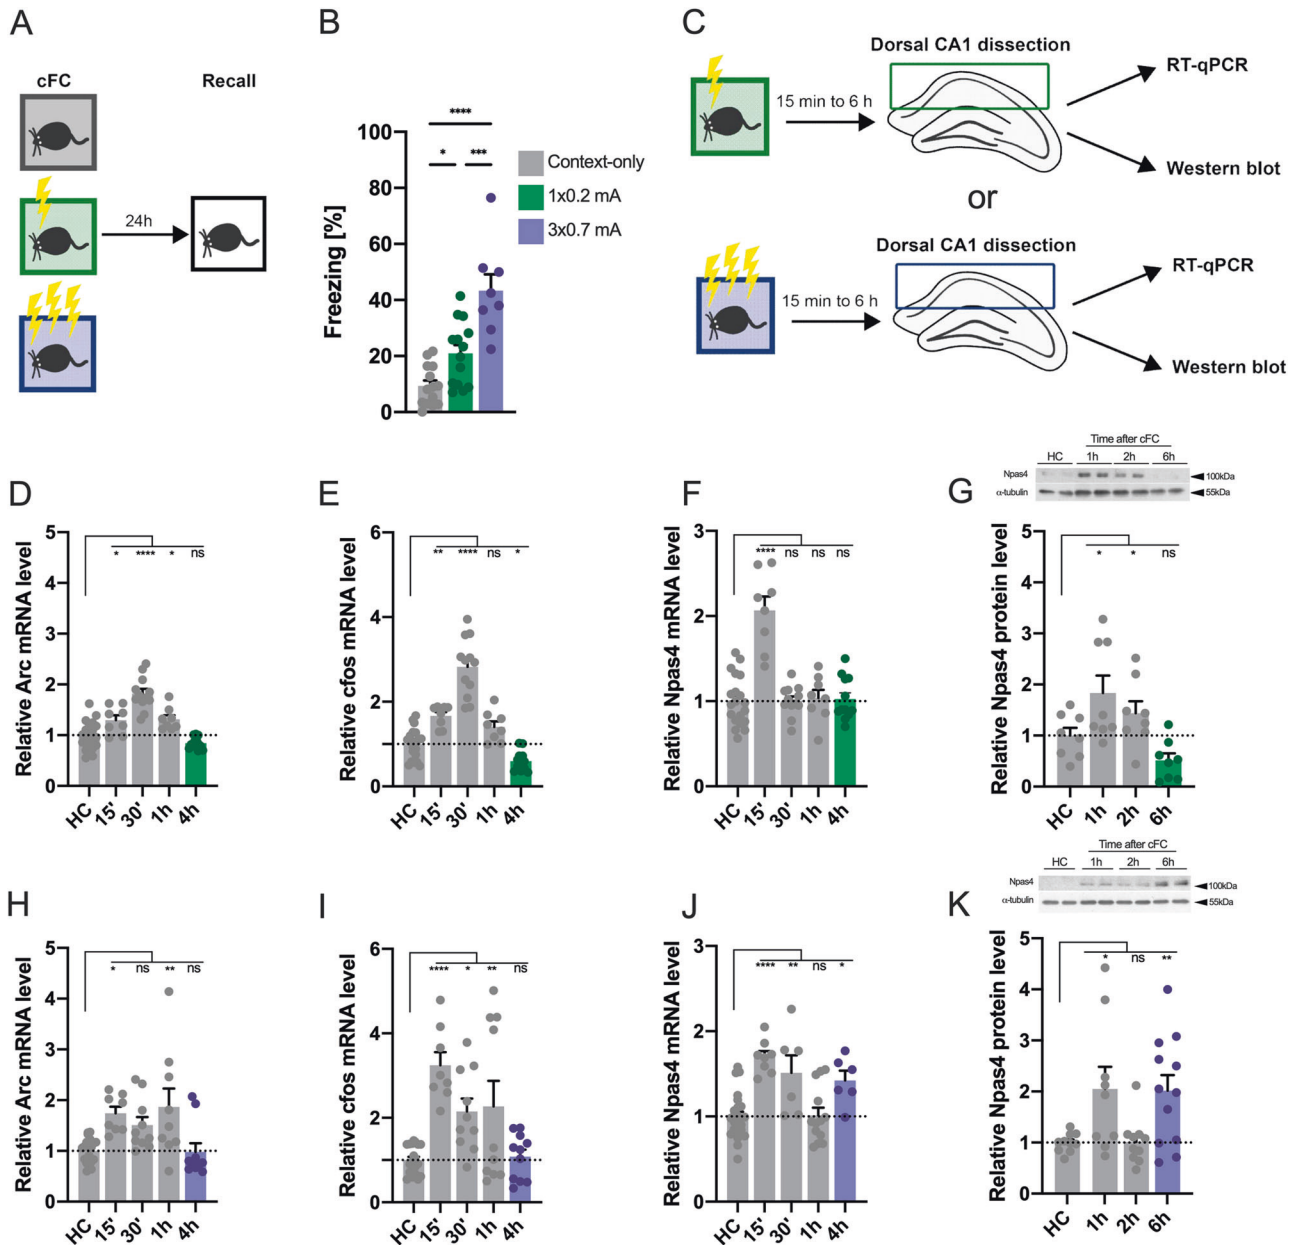 A
cFC
Recall
24h
B
Freezing [%]
100
80
60
40
20
0
****
*
***
Context-only
1x0.2 mA
3x0.7 mA
C
Dorsal CA1 dissection
15 min to 6 h
RT-qPCR
Western blot
or
Dorsal CA1 dissection
15 min to 6 h
RT-qPCR
Western blot
D
Relative Arc mRNA level
5
4
3
2
1
0
* **** * ns
HC 15' 30' 1h 4h
E
Relative cfos mRNA level
6
4
2
0
** **** ns *
HC 15' 30' 1h 4h
F
Relative Npas4 mRNA level
3
2
1
0
**** ns ns ns
HC 15' 30' 1h 4h
G
Time after cFC
HC 1h 2h 6h
Npas4 100kDa
α-tubulin 55kDa
Relative Npas4 protein level
5
4
3
2
1
0
* * ns
HC 1h 2h 6h
H
Relative Arc mRNA level
5
4
3
2
1
0
* ns ** ns
HC 15' 30' 1h 4h
I
Relative cfos mRNA level
6
4
2
0
**** * ** ns
HC 15' 30' 1h 4h
J
Relative Npas4 mRNA level
3
2
1
0
**** ** ns *
HC 15' 30' 1h 4h
K
Time after cFC
HC 1h 2h 6h
Npas4 100kDa
α-tubulin 55kDa
Relative Npas4 protein level
5
4
3
2
1
0
* ns **
HC 1h 2h 6h